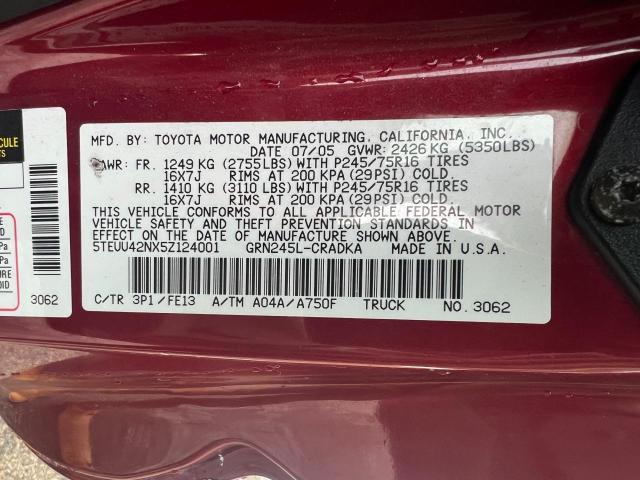 MFD. BY: TOYOTA MOTOR MANUFACTURING, CALIFORNIA, INC.
DATE 07/05 GVWR: 2426 KG (5350LBS)
WR: FR. 1249 KG (2755LBS) WITH P245/75R16 TIRES
16X7J RIMS AT 200 KPA (29PSI) COLD.
RR. 1410 KG (3110 LBS) WITH P245/75R16 TIRES
16X7J RIMS AT 200 KPA (29PSI) COLD.
THIS VEHICLE CONFORMS TO ALL APPLICABLE FEDERAL MOTOR
VEHICLE SAFETY AND THEFT PREVENTION STANDARDS IN
EFFECT ON THE DATE OF MANUFACTURE SHOWN ABOVE.
5TEUU42NX5Z124001 GRN245L-CRADKA MADE IN U.S.A.
C/TR 3P1/FE13 A/TM A04A/A750F TRUCK NO. 3062
3062